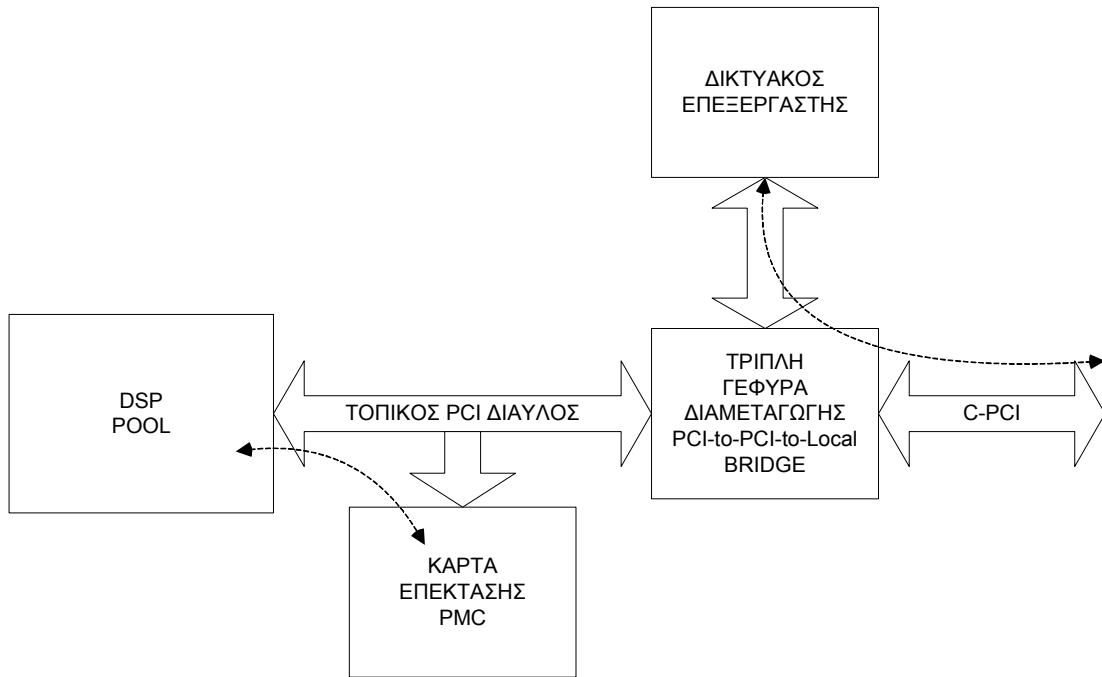 ΔΙΚΤΥΑΚΟΣ
ΕΠΕΞΕΡΓΑΣΤΗΣ
DSP
POOL
ΤΟΠΙΚΟΣ PCI ΔΙΑΥΛΟΣ
ΤΡΙΠΛΗ
ΓΕΦΥΡΑ
ΔΙΑΜΕΤΑΓΩΓΗΣ
PCI-to-PCI-to-Local
BRIDGE
C-PCI
ΚΑΡΤΑ
ΕΠΕΚΤΑΣΗΣ
PMC